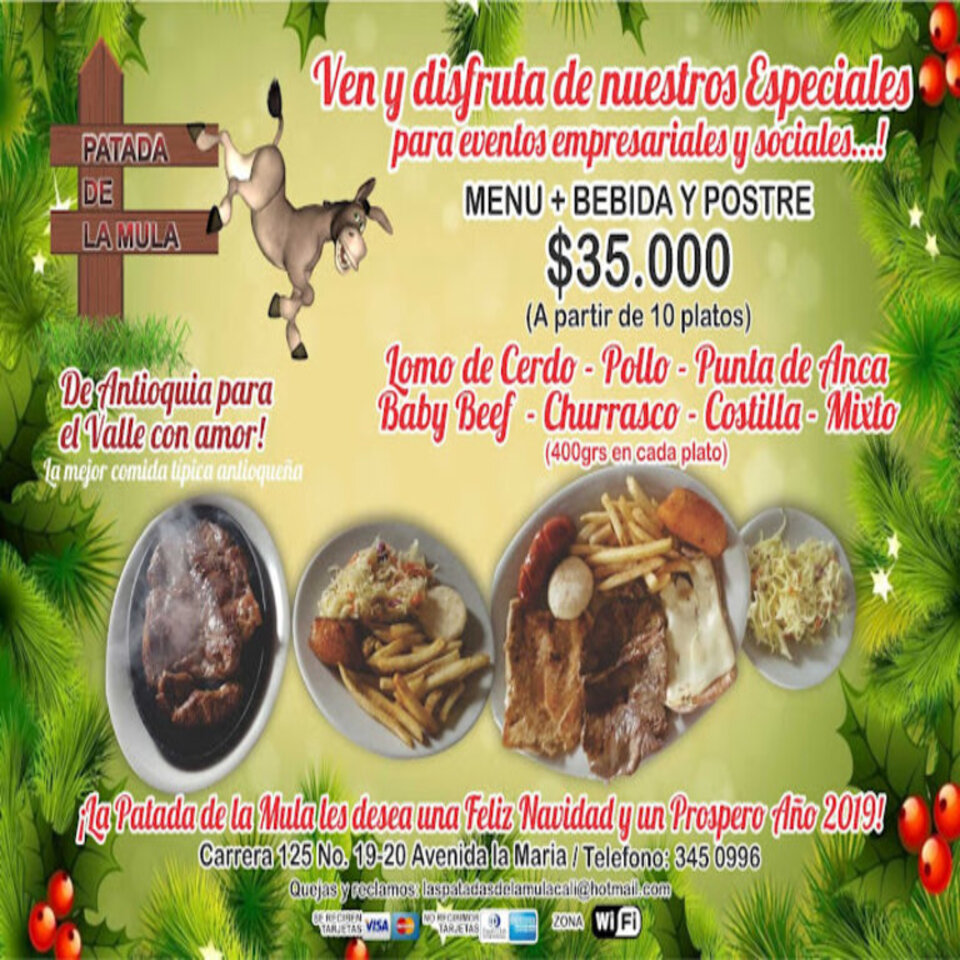 Ven y disfruta de nuestros Especiales
para eventos empresariales y sociales...!
PATADA
DE
LA MULA
MENU + BEBIDA Y POSTRE
$35.000
(A partir de 10 platos)
Lomo de Cerdo - Pollo - Punta de Anca
Baby Beef - Churrasco - Costilla - Mixto
(400grs en cada plato)
De Antioquia para
el Valle con amor!
La mejor comida típica antioqueña
¡La Patada de la Mula les desea una Feliz Navidad y un Prospero Año 2019!
Carrera 125 No. 19-20 Avenida la Maria / Telefono: 345 0996
Quejas y reclamos: laspatadasdelamulacali@hotmail.com
SE RECIBEN
TARJETAS
VISA
NO RECIBIMOS
TARJETAS
ZONA
WiFi